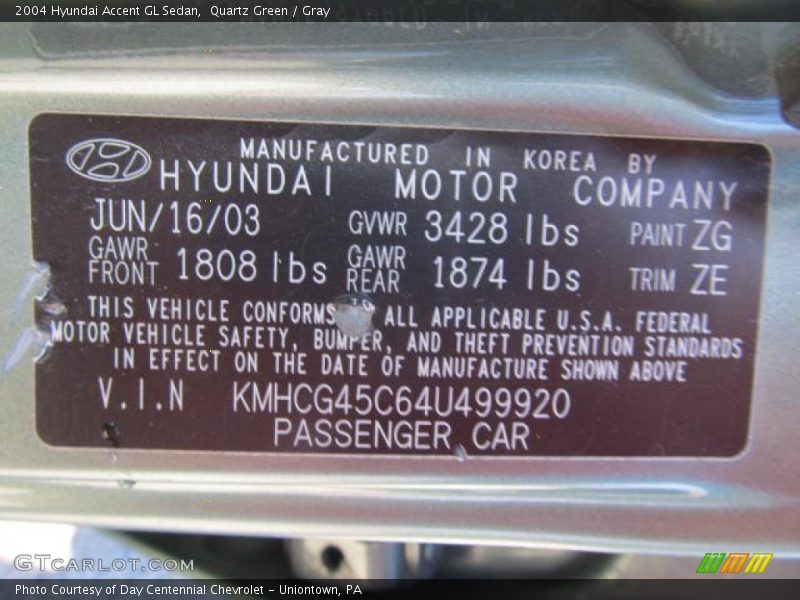 2004 Hyundai Accent GL Sedan,  Quartz Green / Gray
MANUFACTURED IN KOREA BY
HYUNDAI MOTOR COMPANY
JUN/16/03 GVWR 3428 lbs PAINT ZG
GAWR FRONT 1808 lbs GAWR REAR 1874 lbs TRIM ZE
THIS VEHICLE CONFORMS ALL APPLICABLE U.S.A. FEDERAL
MOTOR VEHICLE SAFETY, BUMPER, AND THEFT PREVENTION STANDARDS
IN EFFECT ON THE DATE OF MANUFACTURE SHOWN ABOVE
V.I.N KMHCG45C64U499920
PASSENGER CAR
GTCarLot.com
Photo Courtesy of Day Centennial Chevrolet - Uniontown, PA